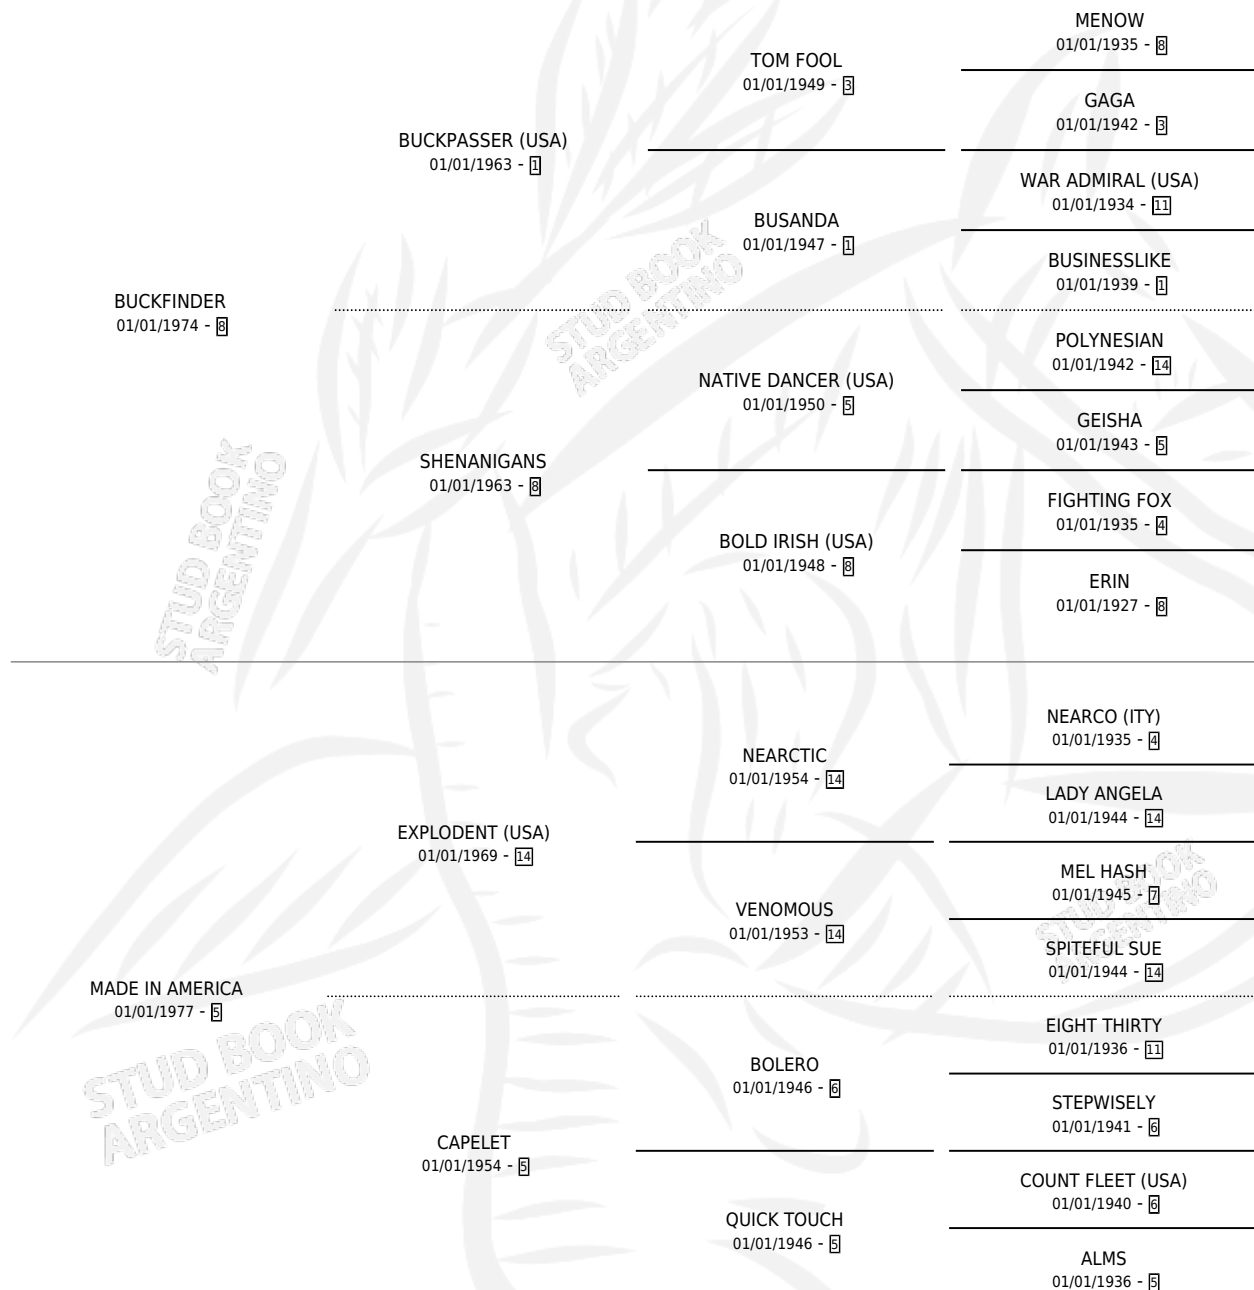 MENOW
01/01/1935 - 8
TOM FOOL
01/01/1949 - 3
GAGA
01/01/1942 - 3
BUCKPASSER (USA)
01/01/1963 - 1
WAR ADMIRAL (USA)
01/01/1934 - 11
BUSANDA
01/01/1947 - 1
BUSINESSLIKE
01/01/1939 - 1
BUCKFINDER
01/01/1974 - 8
POLYNESIAN
01/01/1942 - 14
NATIVE DANCER (USA)
01/01/1950 - 5
GEISHA
01/01/1943 - 5
SHENANIGANS
01/01/1963 - 8
FIGHTING FOX
01/01/1935 - 4
BOLD IRISH (USA)
01/01/1948 - 8
ERIN
01/01/1927 - 8
NEARCO (ITY)
01/01/1935 - 4
NEARCTIC
01/01/1954 - 14
LADY ANGELA
01/01/1944 - 14
EXPLODENT (USA)
01/01/1969 - 14
MEL HASH
01/01/1945 - 7
VENOMOUS
01/01/1953 - 14
SPITEFUL SUE
01/01/1944 - 14
MADE IN AMERICA
01/01/1977 - 5
EIGHT THIRTY
01/01/1936 - 11
BOLERO
01/01/1946 - 6
STEPWISELY
01/01/1941 - 6
CAPELET
01/01/1954 - 5
COUNT FLEET (USA)
01/01/1940 - 6
QUICK TOUCH
01/01/1946 - 5
ALMS
01/01/1936 - 5
STUD BOOK
ARGENTINO
STUD BOOK
ARGENTINO
STUD BOOK
ARGENTINO
STUD BOOK
ARGENTINO